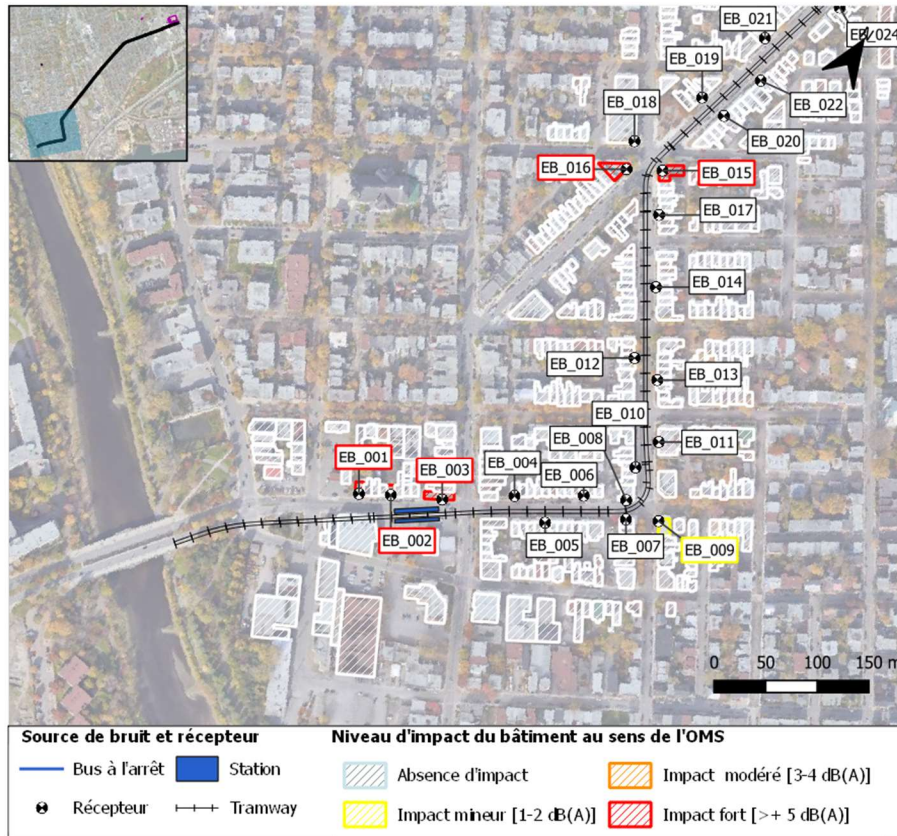 EB_021
EB_024
EB_019
EB_022
EB_018
EB_020
EB_016
EB_015
EB_017
EB_014
EB_012
EB_013
EB_010
EB_008
EB_011
EB_001
EB_003
EB_004
EB_006
EB_002
EB_005
EB_007
EB_009
0 50 100 150 m
Source de bruit et récepteur
Bus à l'arrêt
Station
Récepteur
Tramway
Niveau d'impact du bâtiment au sens de l'OMS
Absence d'impact
Impact modéré [3-4 dB(A)]
Impact mineur [1-2 dB(A)]
Impact fort [>+ 5 dB(A)]